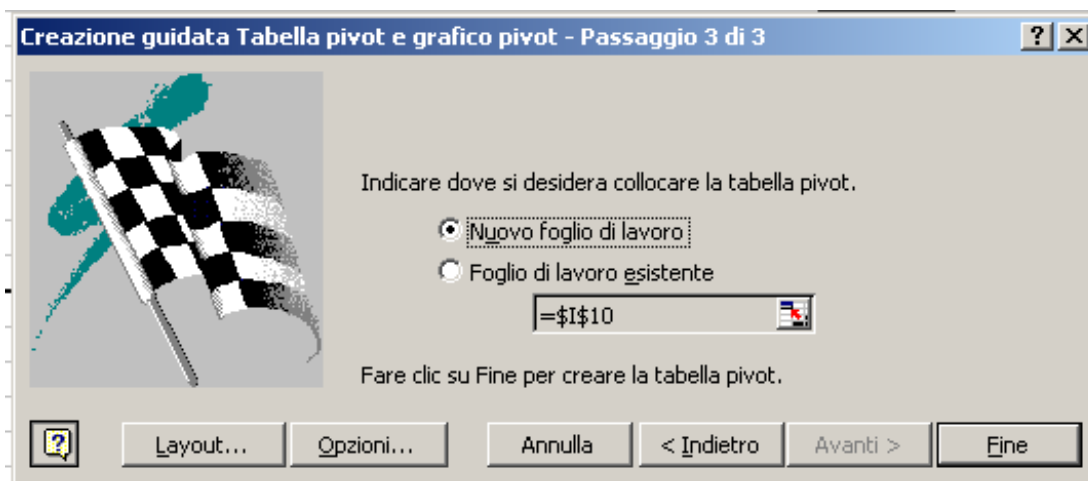 Creazione guidata Tabella pivot e grafico pivot - Passaggio 3 di 3
Indicare dove si desidera collocare la tabella pivot.
Nuovo foglio di lavoro
Foglio di lavoro esistente
=$I$10
Fare clic su Fine per creare la tabella pivot.
Layout... Opzioni... Annulla < Indietro Avanti > Fine